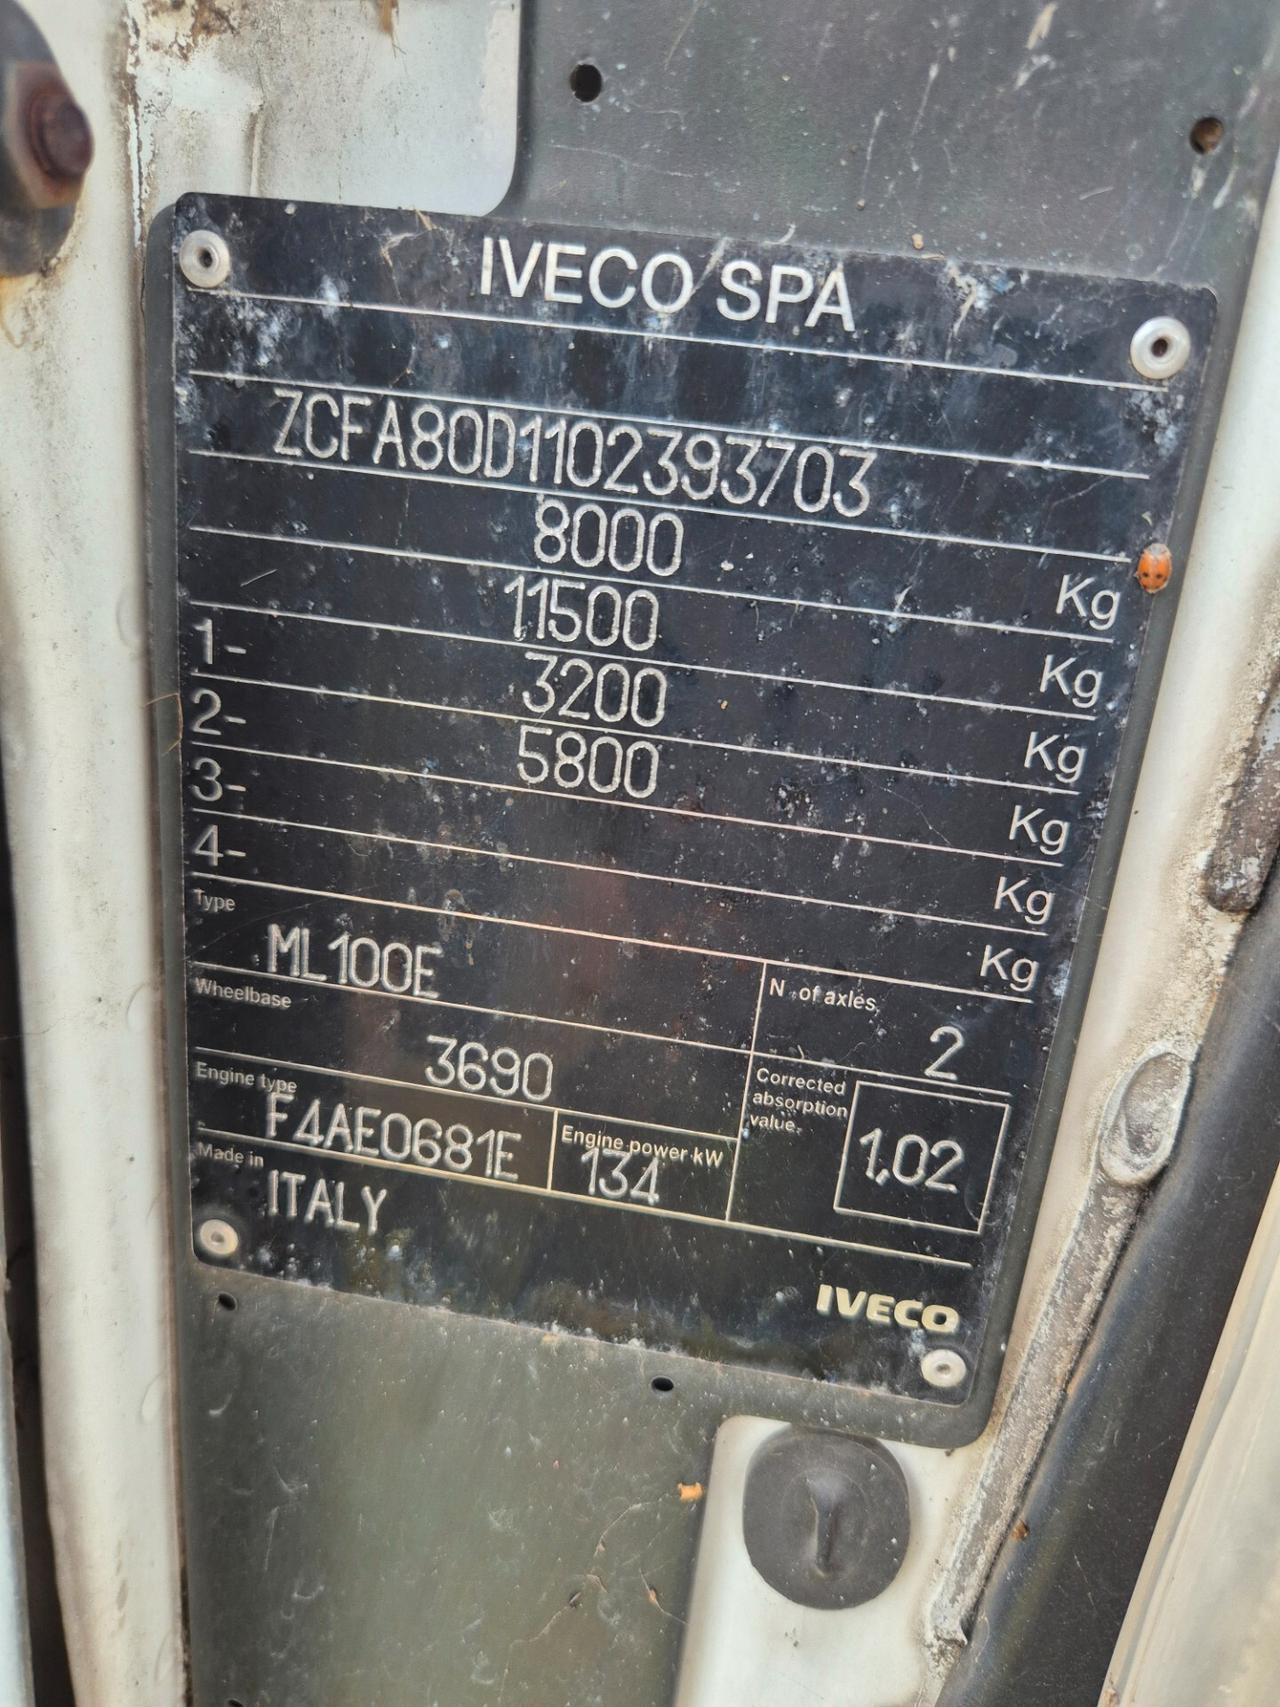 IVECO SPA
ZCFA80D1102393703
8000 Kg
11500 Kg
1- 3200 Kg
2- 5800 Kg
3- Kg
4- Kg
Type
ML100E
N. of axles
2
Wheelbase
3690
Corrected
absorption
value.
1,02
Engine type
F4AE0681E
Engine power kW
134
Made in
ITALY
IVECO